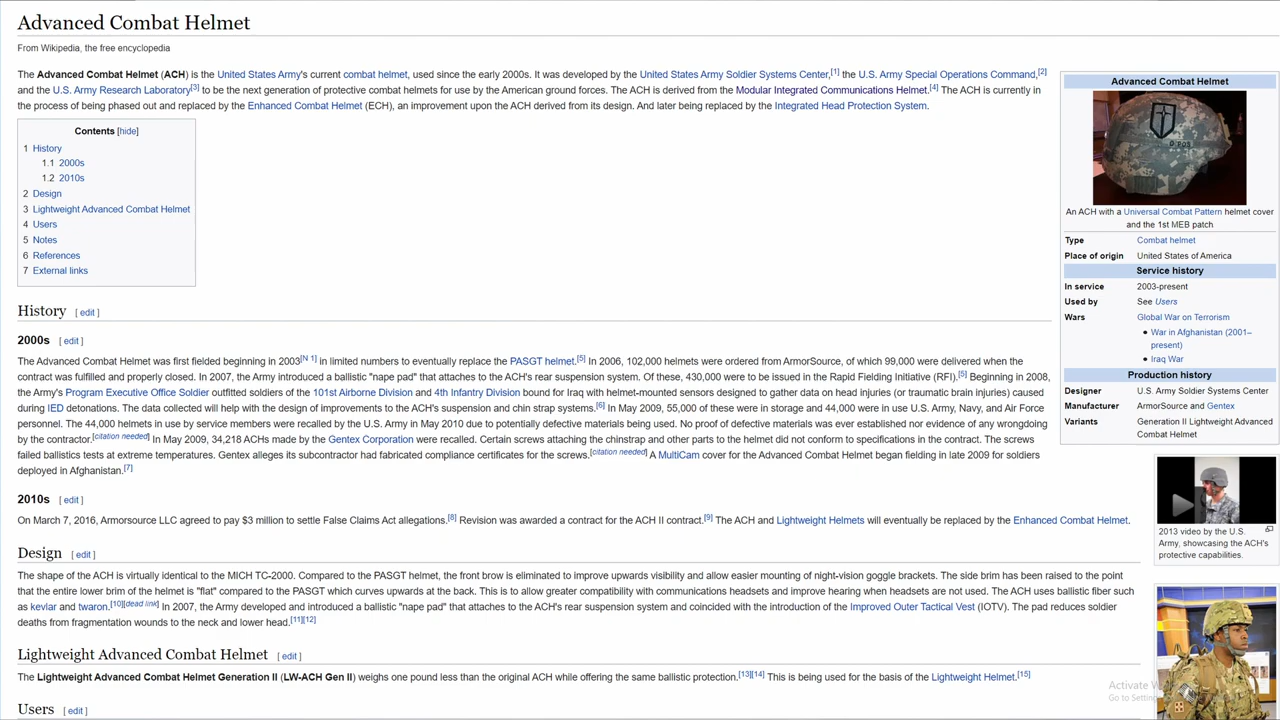 Advanced Combat Helmet
From Wikipedia, the free encyclopedia
The Advanced Combat Helmet (ACH) is the United States Army's current combat helmet, used since the early 2000s. It was developed by the United States Army Soldier Systems Center,[1] the U.S. Army Special Operations Command,[2]
and the U.S. Army Research Laboratory[3] to be the next generation of protective combat helmets for use by the American ground forces. The ACH is derived from the Modular Integrated Communications Helmet.[4] The ACH is currently in
the process of being phased out and replaced by the Enhanced Combat Helmet (ECH), an improvement upon the ACH derived from its design. And later being replaced by the Integrated Head Protection System.
Contents [hide]
1 History
1.1 2000s
1.2 2010s
2 Design
3 Lightweight Advanced Combat Helmet
4 Users
5 Notes
6 References
7 External links
Advanced Combat Helmet
O POS
An ACH with a Universal Combat Pattern helmet cover
and the 1st MEB patch
Type Combat helmet
Place of origin United States of America
Service history
In service 2003-present
Used by See Users
Wars Global War on Terrorism
• War in Afghanistan (2001–
present)
• Iraq War
Production history
Designer U.S. Army Soldier Systems Center
Manufacturer ArmorSource and Gentex
Variants Generation II Lightweight Advanced
Combat Helmet
History [ edit ]
2000s [ edit ]
The Advanced Combat Helmet was first fielded beginning in 2003[N 1] in limited numbers to eventually replace the PASGT helmet.[5] In 2006, 102,000 helmets were ordered from ArmorSource, of which 99,000 were delivered when the
contract was fulfilled and properly closed. In 2007, the Army introduced a ballistic "nape pad" that attaches to the ACH's rear suspension system. Of these, 430,000 were to be issued in the Rapid Fielding Initiative (RFI).[5] Beginning in 2008,
the Army's Program Executive Office Soldier outfitted soldiers of the 101st Airborne Division and 4th Infantry Division bound for Iraq with helmet-mounted sensors designed to gather data on head injuries (or traumatic brain injuries) caused
during IED detonations. The data collected will help with the design of improvements to the ACH's suspension and chin strap systems.[6] In May 2009, 55,000 of these were in storage and 44,000 were in use U.S. Army, Navy, and Air Force
personnel. The 44,000 helmets in use by service members were recalled by the U.S. Army in May 2010 due to potentially defective materials being used. No proof of defective materials was ever established nor evidence of any wrongdoing
by the contractor.[citation needed] In May 2009, 34,218 ACHs made by the Gentex Corporation were recalled. Certain screws attaching the chinstrap and other parts to the helmet did not conform to specifications in the contract. The screws
failed ballistics tests at extreme temperatures. Gentex alleges its subcontractor had fabricated compliance certificates for the screws.[citation needed] A MultiCam cover for the Advanced Combat Helmet began fielding in late 2009 for soldiers
deployed in Afghanistan.[7]
2010s [ edit ]
On March 7, 2016, Armorsource LLC agreed to pay $3 million to settle False Claims Act allegations.[8] Revision was awarded a contract for the ACH II contract.[9] The ACH and Lightweight Helmets will eventually be replaced by the Enhanced Combat Helmet.
2013 video by the U.S.
Army, showcasing the ACH's
protective capabilities.
Design [ edit ]
The shape of the ACH is virtually identical to the MICH TC-2000. Compared to the PASGT helmet, the front brow is eliminated to improve upwards visibility and allow easier mounting of night-vision goggle brackets. The side brim has been raised to the point
that the entire lower brim of the helmet is "flat" compared to the PASGT which curves upwards at the back. This is to allow greater compatibility with communications headsets and improve hearing when headsets are not used. The ACH uses ballistic fiber such
as kevlar and twaron.[10][dead link] In 2007, the Army developed and introduced a ballistic "nape pad" that attaches to the ACH's rear suspension system and coincided with the introduction of the Improved Outer Tactical Vest (IOTV). The pad reduces soldier
deaths from fragmentation wounds to the neck and lower head.[11][12]
Lightweight Advanced Combat Helmet [ edit ]
The Lightweight Advanced Combat Helmet Generation II (LW-ACH Gen II) weighs one pound less than the original ACH while offering the same ballistic protection.[13][14] This is being used for the basis of the Lightweight Helmet.[15]
Activate
Go to
Users [ edit ]